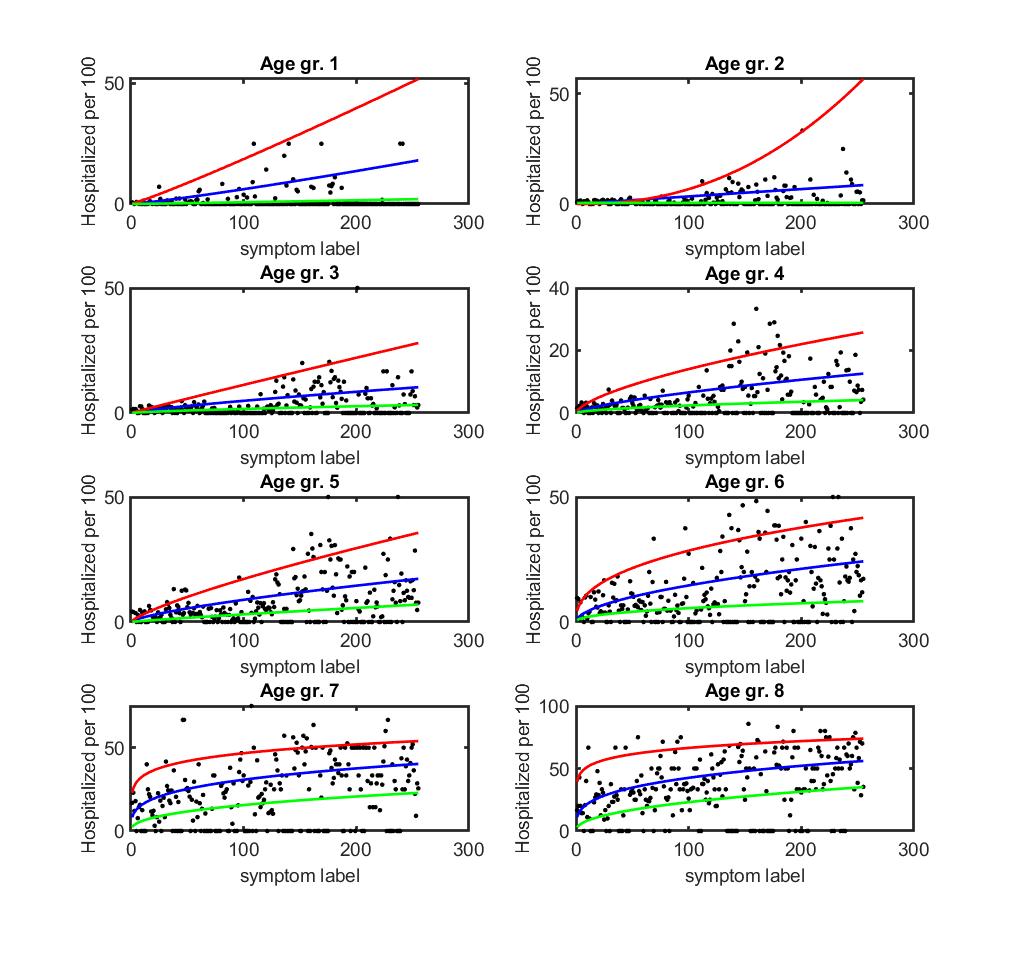 Age gr. 1
Hospitalized per 100
50
0
0 100 200 300
symptom label
Age gr. 2
Hospitalized per 100
50
0
0 100 200 300
symptom label
Age gr. 3
Hospitalized per 100
50
0
0 100 200 300
symptom label
Age gr. 4
Hospitalized per 100
40
20
0
0 100 200 300
symptom label
Age gr. 5
Hospitalized per 100
50
0
0 100 200 300
symptom label
Age gr. 6
Hospitalized per 100
50
0
0 100 200 300
symptom label
Age gr. 7
Hospitalized per 100
50
0
0 100 200 300
symptom label
Age gr. 8
Hospitalized per 100
100
50
0
0 100 200 300
symptom label